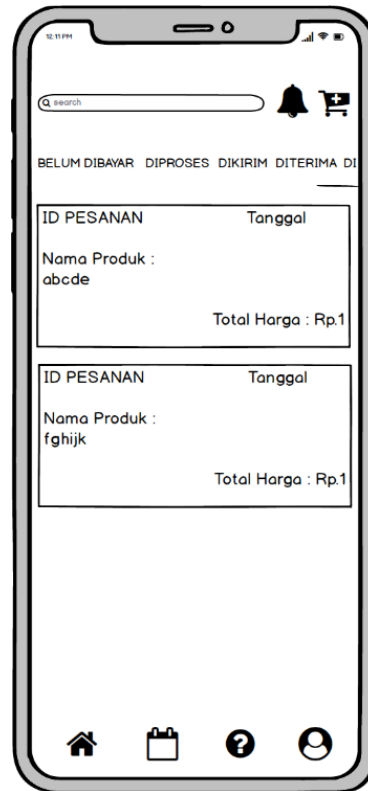 12:11 PM
search
BELUM DIBAYAR DIPROSES DIKIRIM DITERIMA DI
ID PESANAN Tanggal
Nama Produk :
abcde
Total Harga : Rp.1
ID PESANAN Tanggal
Nama Produk :
fghijk
Total Harga : Rp.1